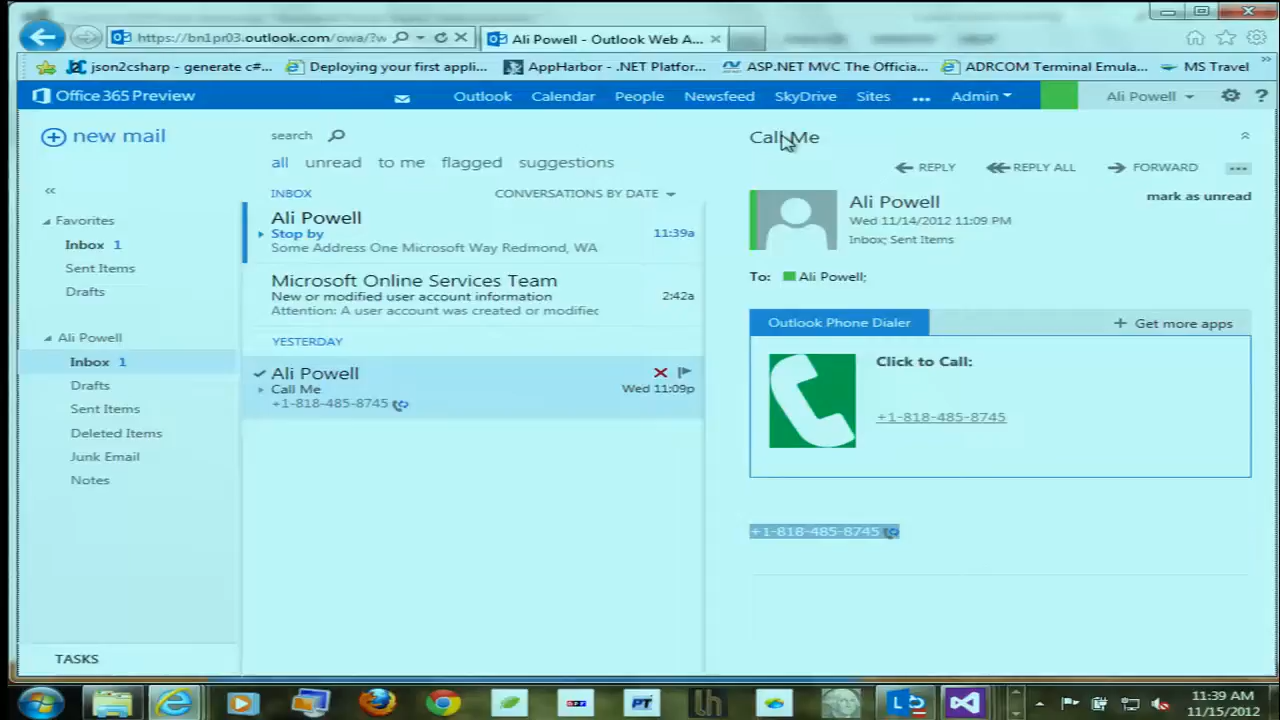 https://bn1pr03.outlook.com/owa/?w
Ali Powell - Outlook Web A...
json2csharp - generate c#...
Deploying your first appli...
AppHarbor - .NET Platfor...
ASP.NET MVC The Officia...
ADRCOM Terminal Emula...
MS Travel
Office 365 Preview
Outlook
Calendar
People
Newsfeed
SkyDrive
Sites
...
Admin
Ali Powell
?
new mail
Favorites
Inbox 1
Sent Items
Drafts
Ali Powell
Inbox 1
Drafts
Sent Items
Deleted Items
Junk Email
Notes
TASKS
search
all unread to me flagged suggestions
INBOX CONVERSATIONS BY DATE
Ali Powell
Stop by 11:39a
Some Address One Microsoft Way Redmond, WA
Microsoft Online Services Team
New or modified user account information 2:42a
Attention: A user account was created or modified
YESTERDAY
Ali Powell
Call Me Wed 11:09p
+1-818-485-8745
Call Me
REPLY REPLY ALL FORWARD ...
Ali Powell mark as unread
Wed 11/14/2012 11:09 PM
Inbox; Sent Items
To: Ali Powell;
Outlook Phone Dialer + Get more apps
Click to Call:
+1-818-485-8745
+1-818-485-8745
PT
lh
L
11:39 AM
11/15/2012